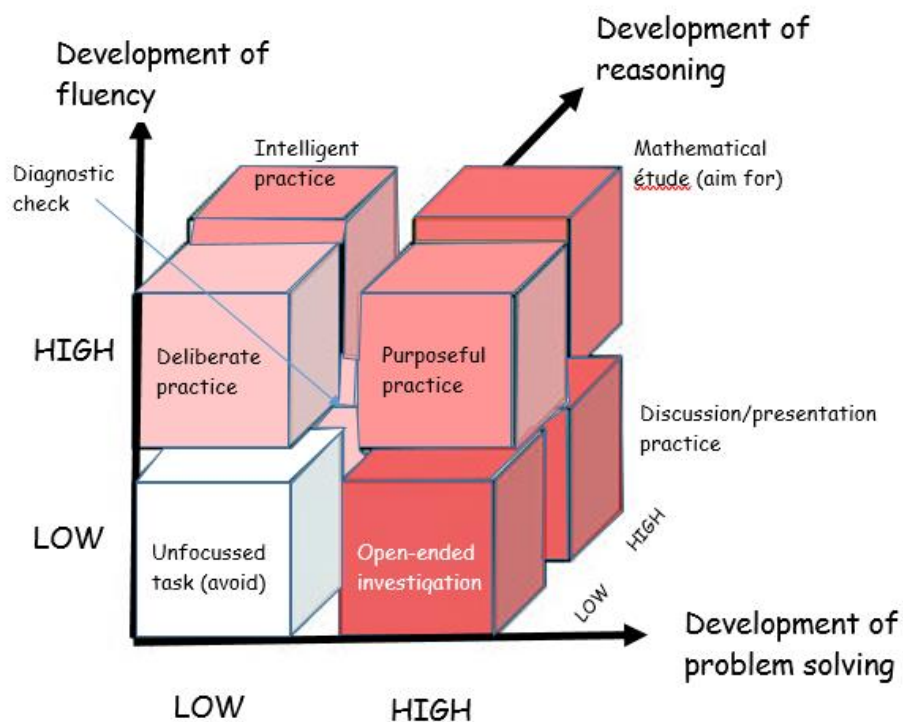 Development of
fluency
Development of
reasoning
Diagnostic
check
Intelligent
practice
Mathematical
étude (aim for)
HIGH
Deliberate
practice
Purposeful
practice
Discussion/presentation
practice
LOW
Unfocussed
task (avoid)
Open-ended
investigation
LOW
HIGH
Development of
problem solving
LOW
HIGH